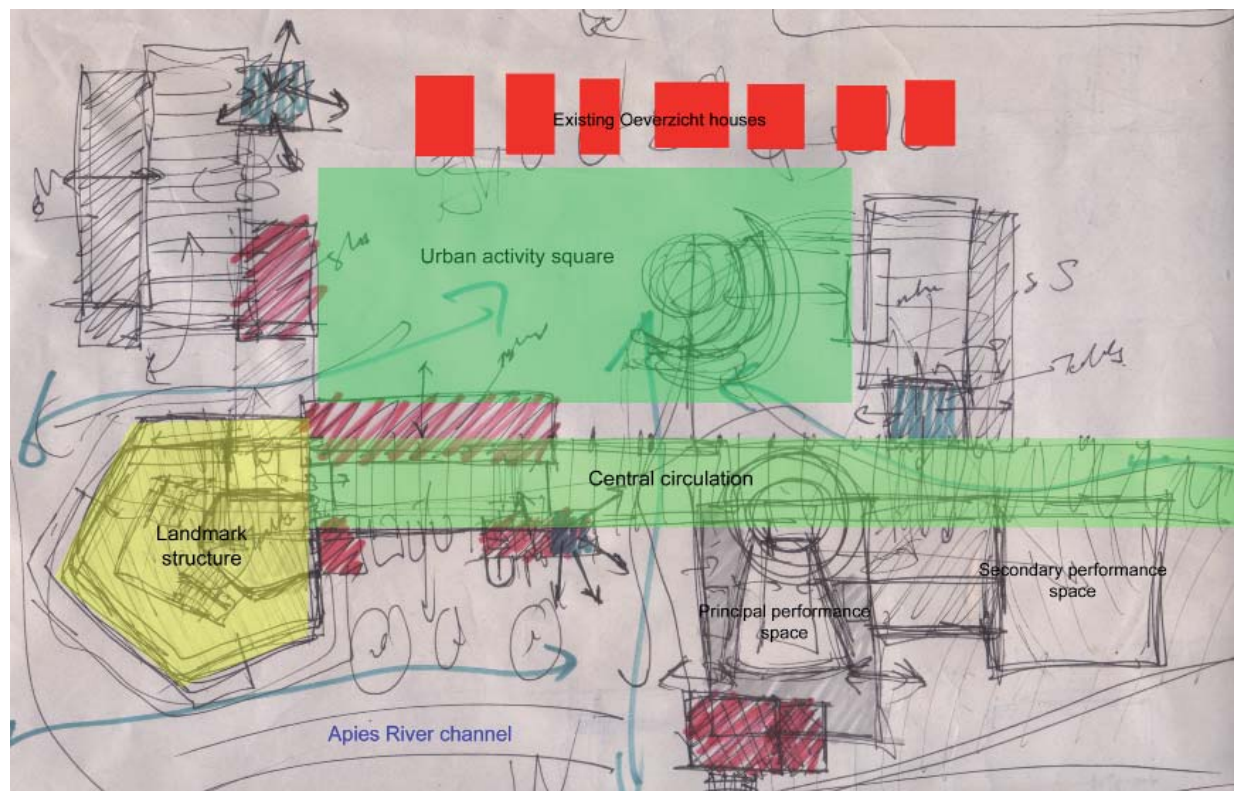 Existing Oeverzicht houses
Urban activity square
Central circulation
Landmark
structure
Secondary performance
space
Principal performance
space
Apies River channel